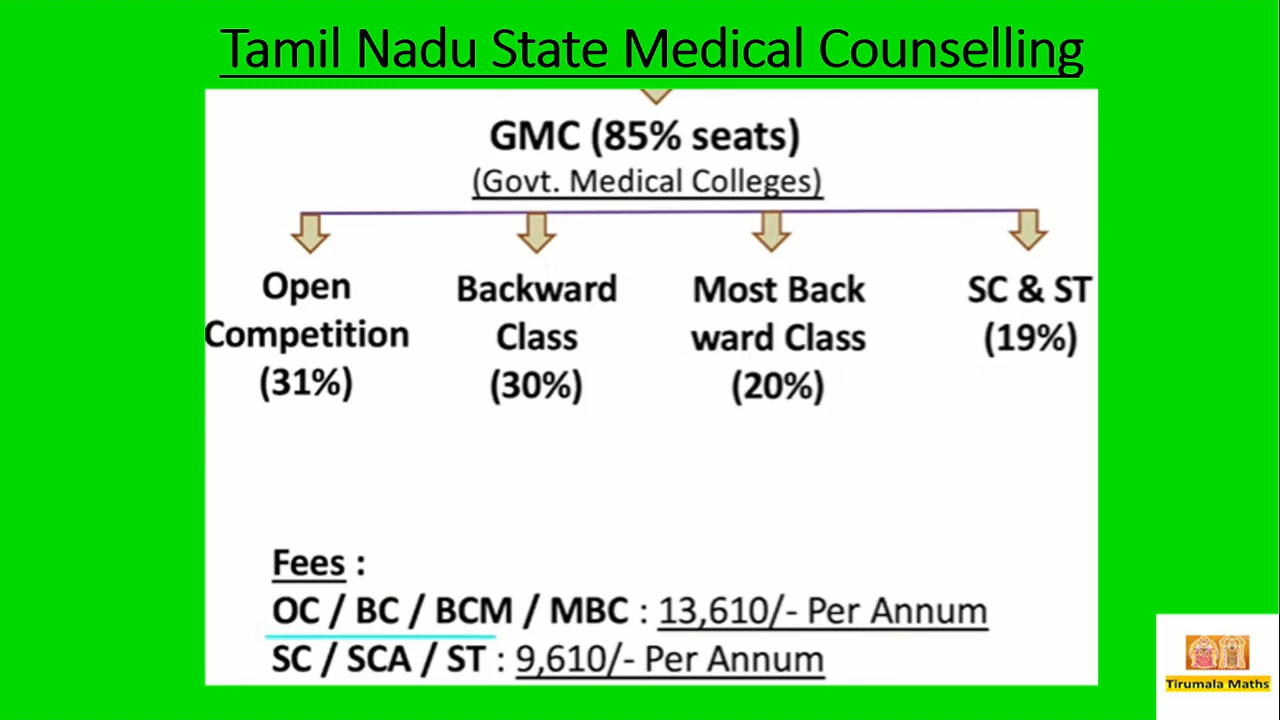 Tamil Nadu State Medical Counselling
GMC (85% seats)
(Govt. Medical Colleges)
Open
Competition
(31%)
Backward
Class
(30%)
Most Back
ward Class
(20%)
SC & ST
(19%)
Fees :
OC / BC / BCM / MBC : 13,610/- Per Annum
SC / SCA / ST : 9,610/- Per Annum
Tirumala Maths